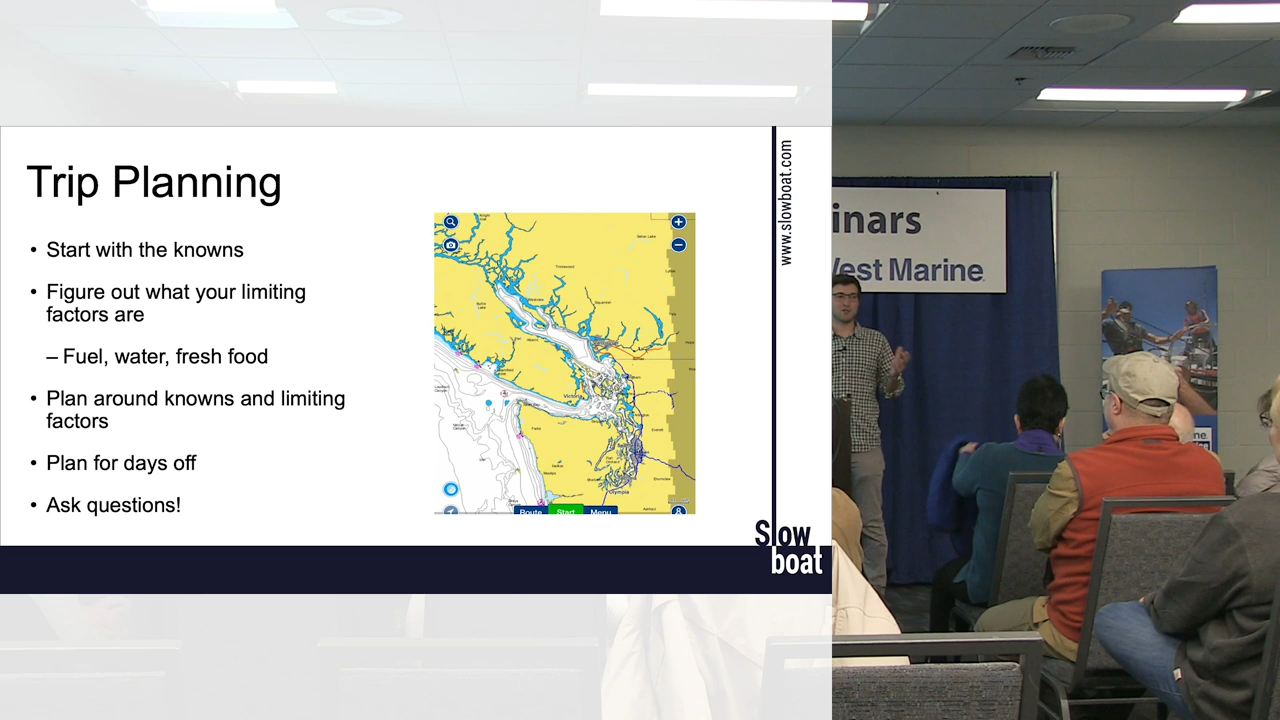 Trip Planning
• Start with the knowns
• Figure out what your limiting
factors are
– Fuel, water, fresh food
• Plan around knowns and limiting
factors
• Plan for days off
• Ask questions!
Victoria
Olympia
Route
Start
Menu
www.slowboat.com
Slow
boat
inars
West Marine